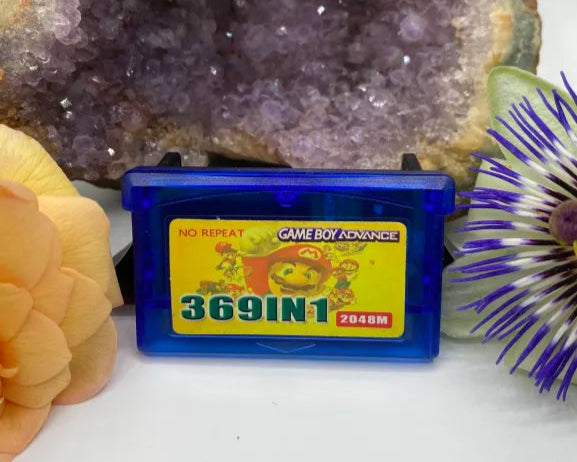 NO REPEAT
GAME BOY ADVANCE
M
369IN1
2048M